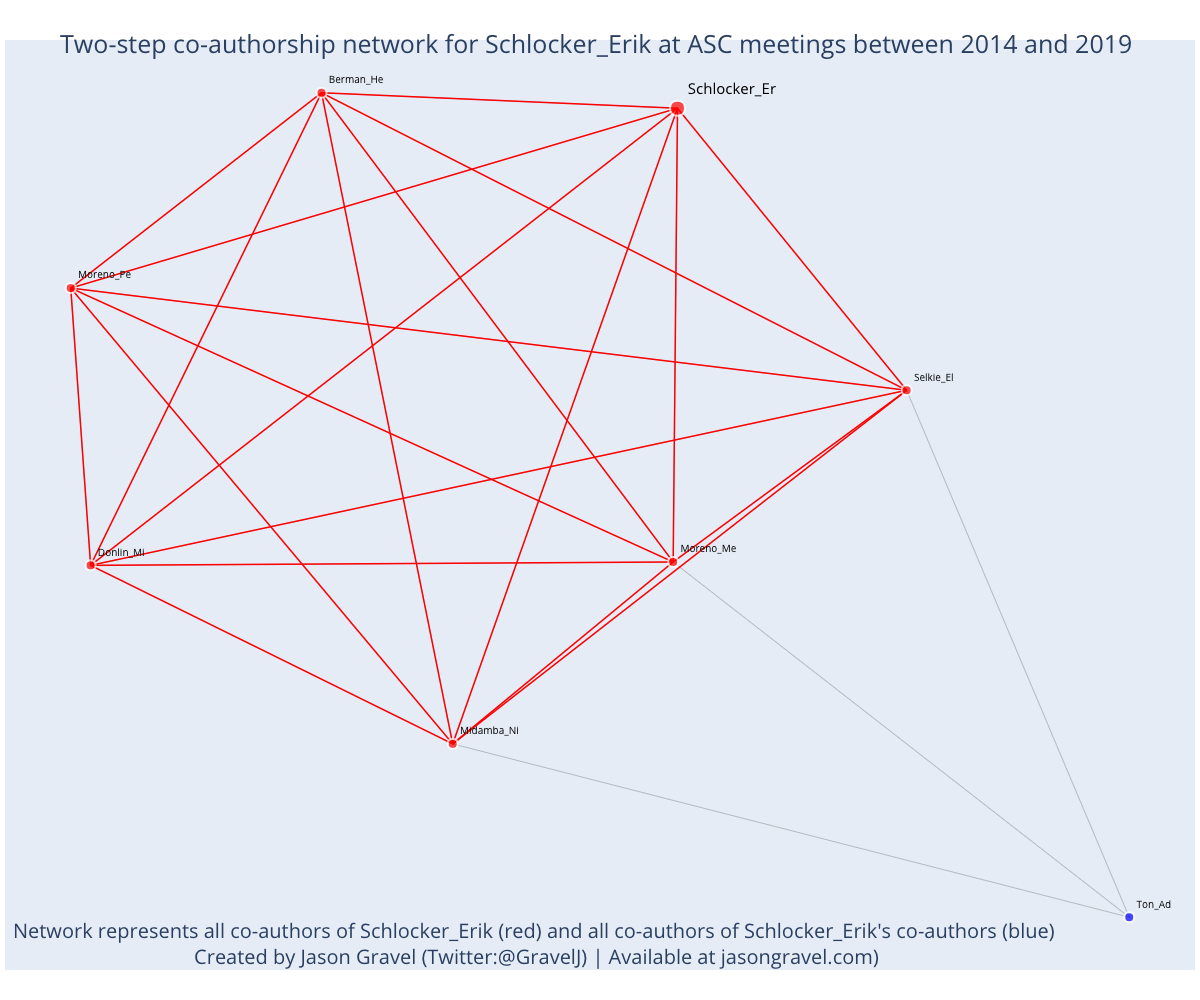 Two-step co-authorship network for Schlocker_Erik at ASC meetings between 2014 and 2019
Berman_He
Schlocker_Er
Moreno_Pe
Selkie_El
Donlin_Mi
Moreno_Me
Midamba_Ni
Ton_Ad
Network represents all co-authors of Schlocker_Erik (red) and all co-authors of Schlocker_Erik's co-authors (blue)
Created by Jason Gravel (Twitter:@GravelJ) | Available at jasongravel.com)